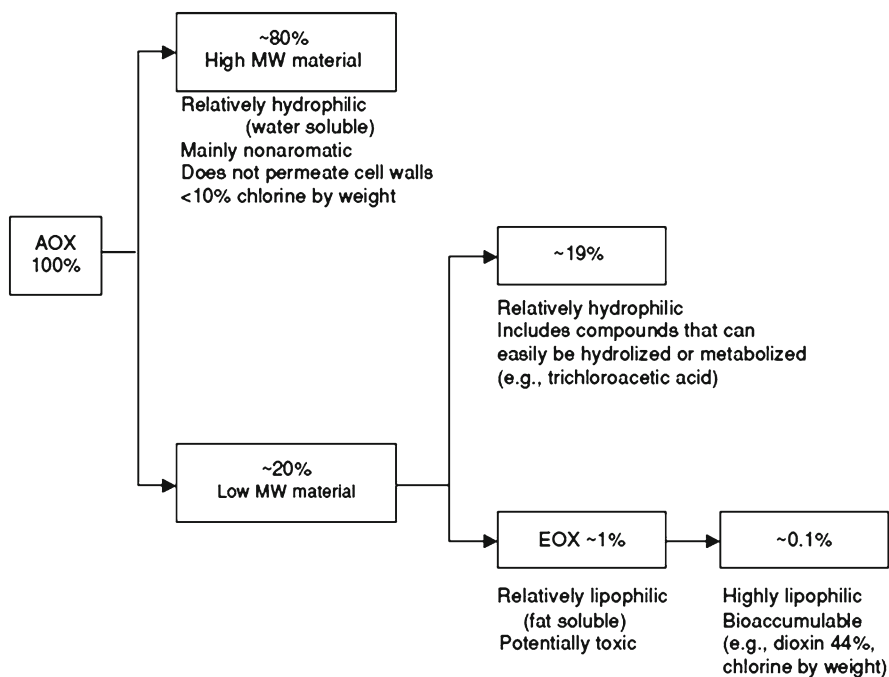 ~80%
High MW material
Relatively hydrophilic
(water soluble)
Mainly nonaromatic
Does not permeate cell walls
<10% chlorine by weight
AOX
100%
~19%
Relatively hydrophilic
Includes compounds that can
easily be hydrolized or metabolized
(e.g., trichloroacetic acid)
~20%
Low MW material
EOX ~1%
Relatively lipophilic
(fat soluble)
Potentially toxic
~0.1%
Highly lipophilic
Bioaccumulable
(e.g., dioxin 44%,
chlorine by weight)